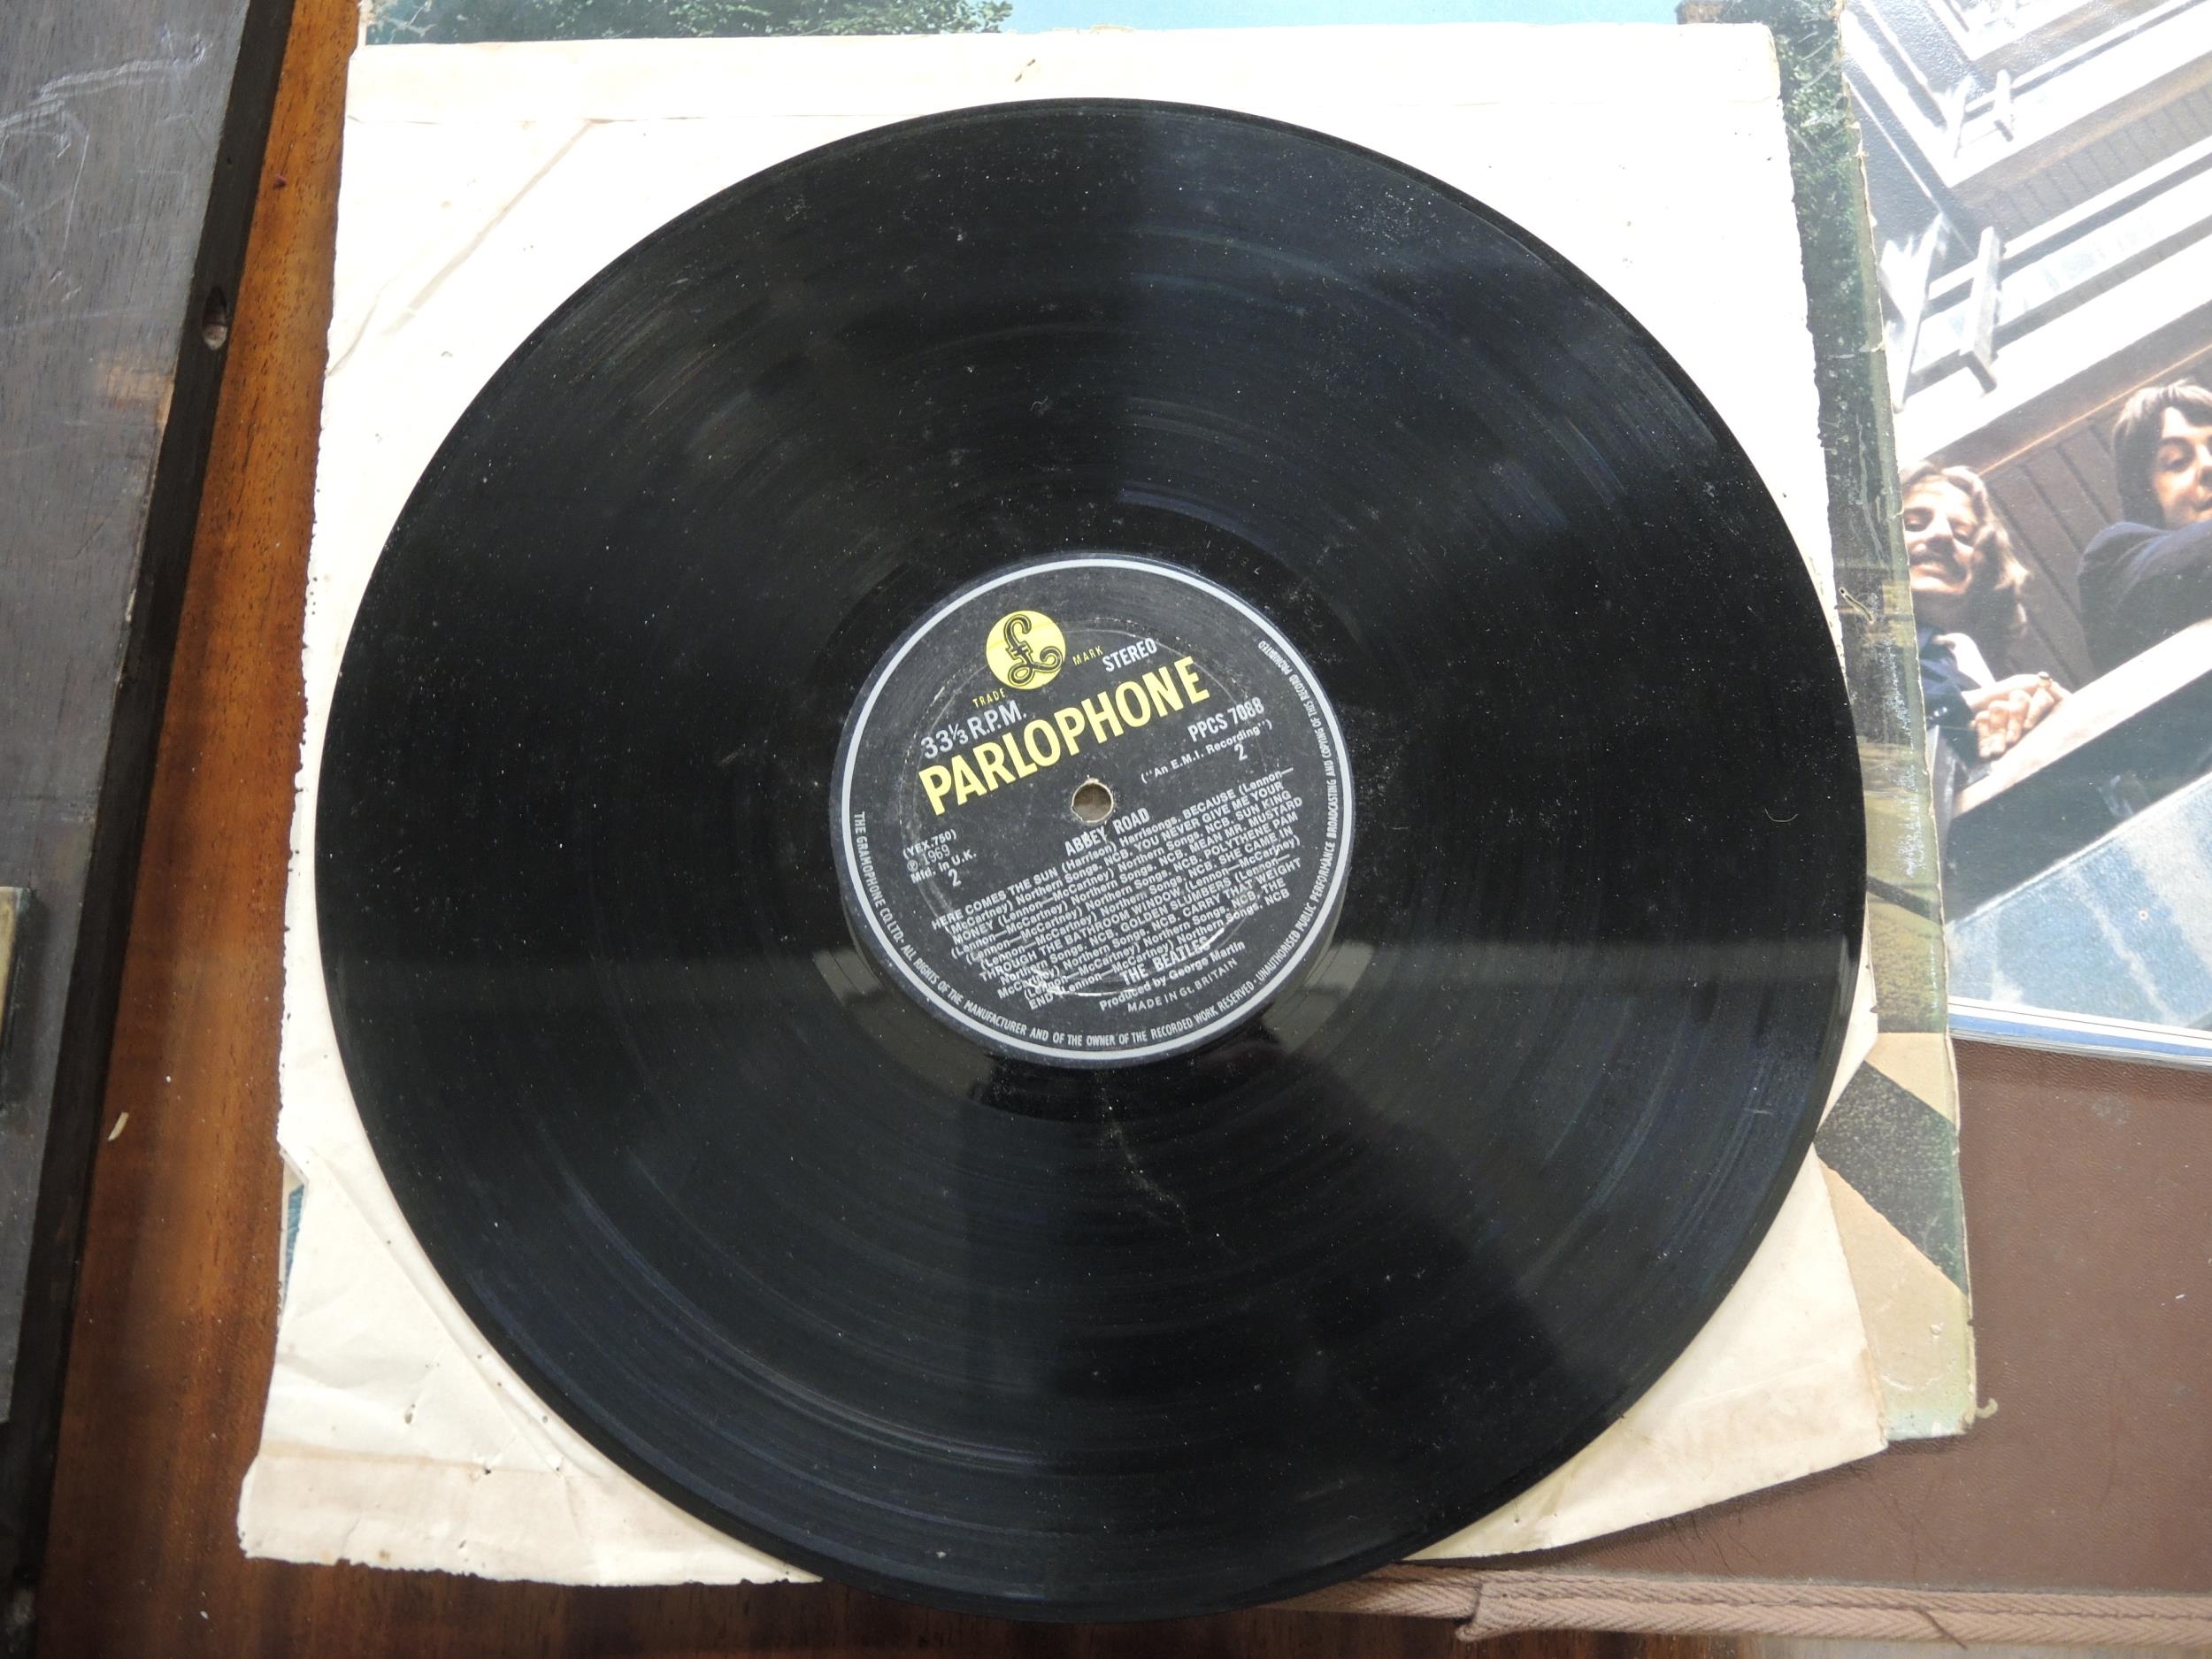 £
TRADE MARK
STEREO
33⅓ R.P.M.
PARLOPHONE
PPCS 7088
("An E.M.I. Recording")
2
(YEX.750)
℗ 1969
Mfd. in U.K.
2
ABBEY ROAD
HERE COMES THE SUN (Harrison) Harrisongs, BECAUSE (Lennon—
McCartney) Northern Songs, NCB. YOU NEVER GIVE ME YOUR
MONEY (Lennon—McCartney) Northern Songs, NCB. SUN KING
(Lennon—McCartney) Northern Songs, NCB. MEAN MR. MUSTARD
(Lennon—McCartney) Northern Songs, NCB. POLYTHENE PAM
(Lennon—McCartney) Northern Songs, NCB. SHE CAME IN
THROUGH THE BATHROOM WINDOW (Lennon—McCartney)
Northern Songs, NCB. GOLDEN SLUMBERS (Lennon—
McCartney) Northern Songs, NCB. CARRY THAT WEIGHT
(Lennon—McCartney) Northern Songs, NCB. THE
END (Lennon—McCartney) Northern Songs. NCB
THE BEATLES
Produced by George Martin
MADE IN Gt. BRITAIN
THE GRAMOPHONE CO. LTD· ALL RIGHTS OF THE MANUFACTURER AND OF THE OWNER OF THE RECORDED WORK RESERVED · UNAUTHORISED PUBLIC PERFORMANCE BROADCASTING AND COPYING OF THIS RECORD PROHIBITED